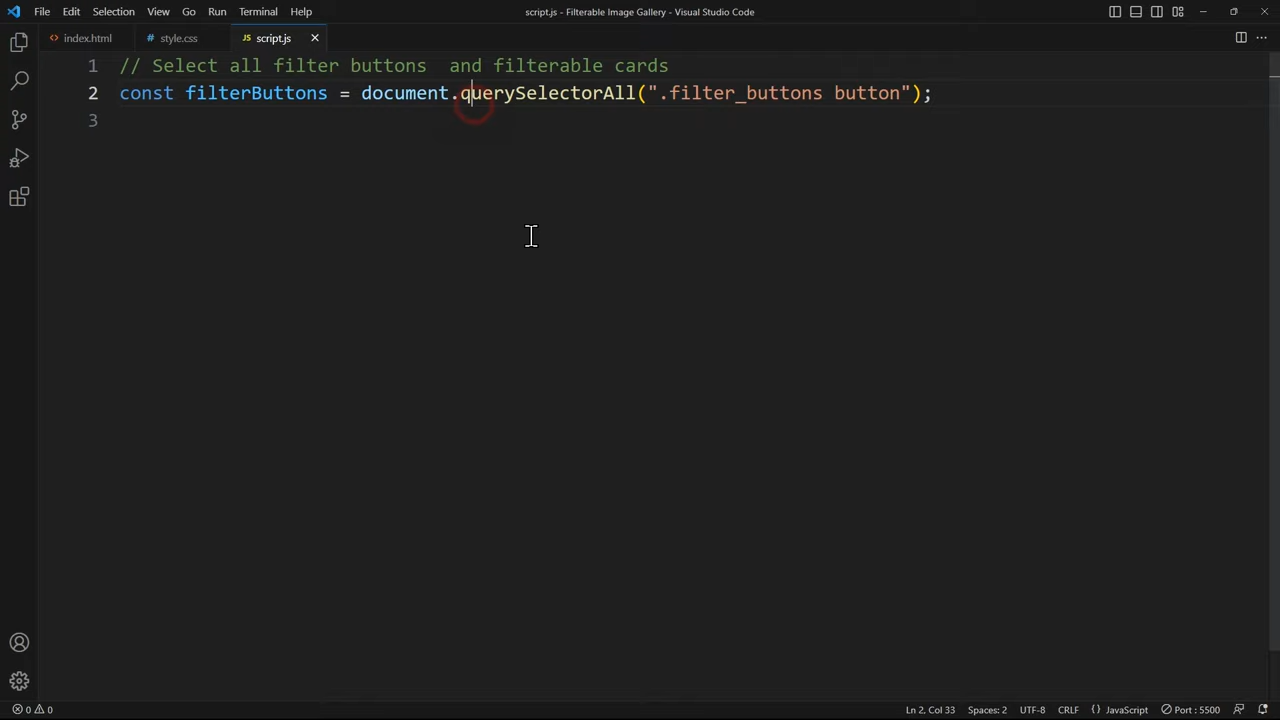 File Edit Selection View Go Run Terminal Help
script.js - Filterable Image Gallery - Visual Studio Code
index.html
# style.css
JS script.js
1 // Select all filter buttons  and filterable cards
2 const filterButtons = document.querySelectorAll(".filter_buttons button");
3
0 0
Ln 2, Col 33 Spaces: 2 UTF-8 CRLF {} JavaScript Port : 5500